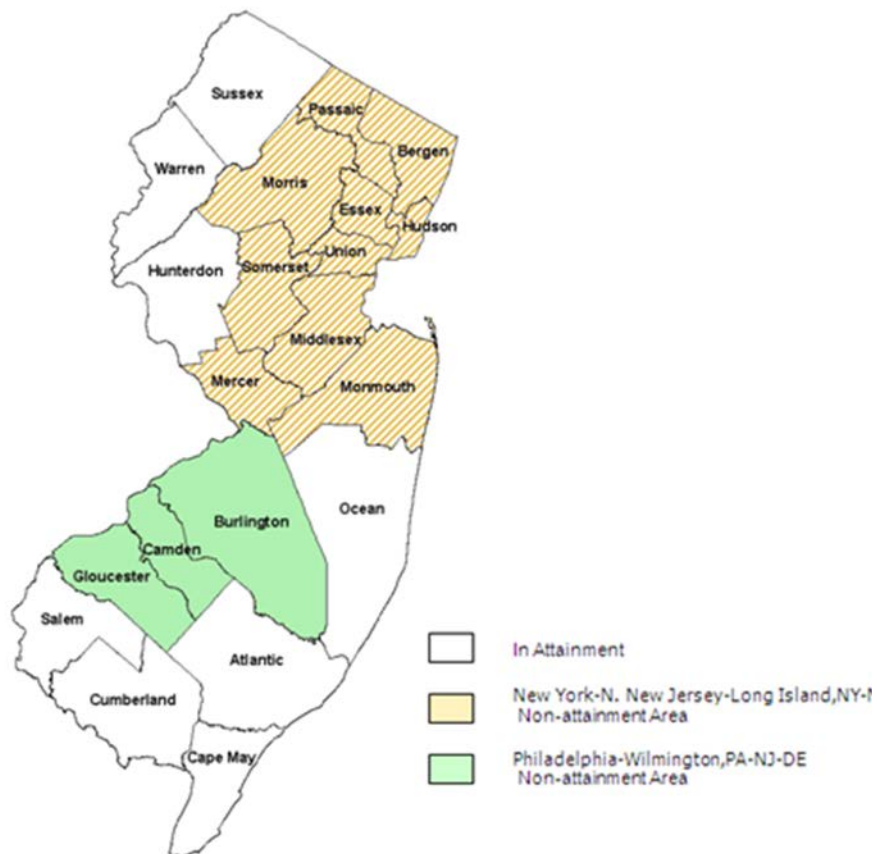 Sussex
Passaic
Bergen
Warren
Morris
Essex
Hudson
Union
Hunterdon
Somerset
Middlesex
Mercer
Monmouth
Ocean
Burlington
Camden
Gloucester
Salem
Atlantic
Cumberland
Cape May
In Attainment
New York-N. New Jersey-Long Island,NY-N
Non-attainment Area
Philadelphia-Wilmington,PA-NJ-DE
Non-attainment Area